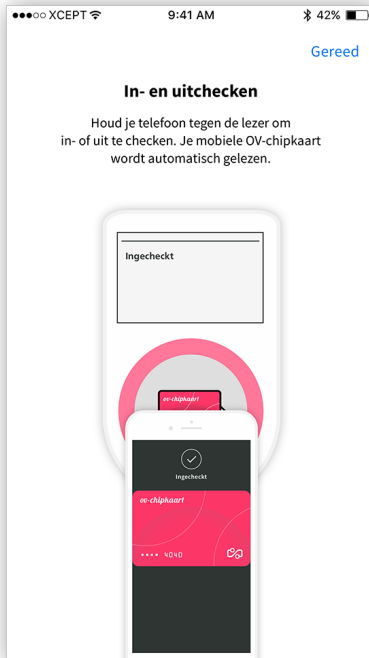 XCEPT 9:41 AM 42%
Gereed
In- en uitchecken
Houd je telefoon tegen de lezer om
in- of uit te checken. Je mobiele OV-chipkaart
wordt automatisch gelezen.
Ingecheckt
ov-chipkaart
Ingecheckt
ov-chipkaart
•••• 4040